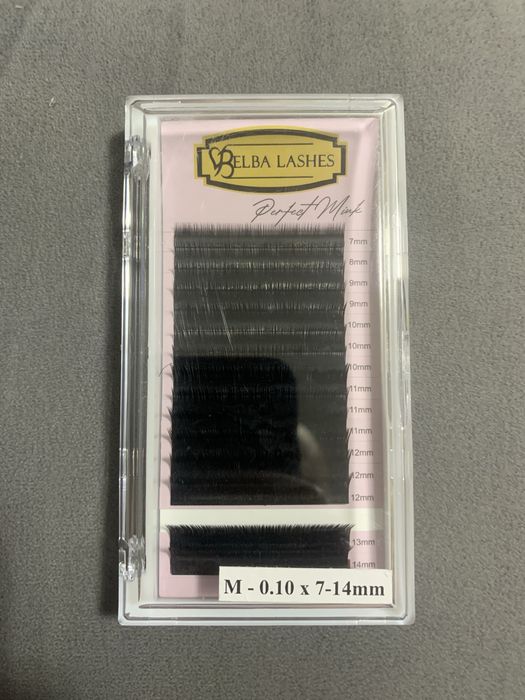 BELBA LASHES
Perfect Mink
7mm
8mm
9mm
9mm
10mm
10mm
10mm
11mm
11mm
11mm
12mm
12mm
12mm
13mm
14mm
M - 0.10 x 7-14mm